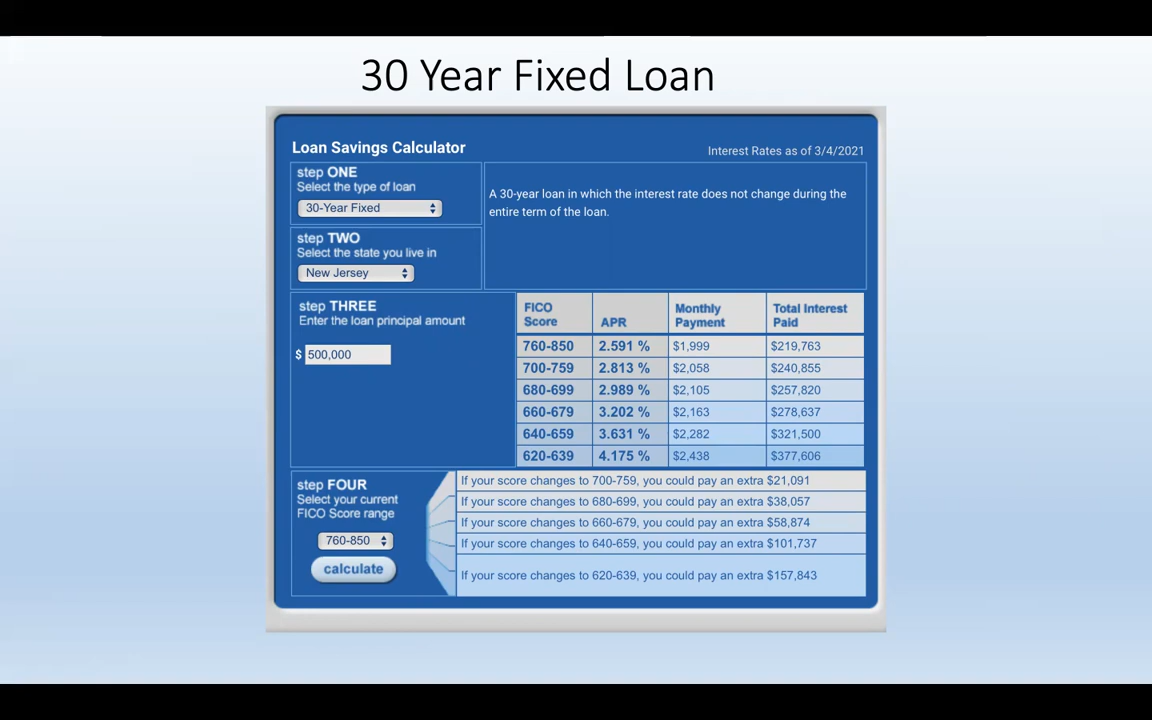 30 Year Fixed Loan
Loan Savings Calculator
Interest Rates as of 3/4/2021
step ONE
Select the type of loan
30-Year Fixed
A 30-year loan in which the interest rate does not change during the
entire term of the loan.
step TWO
Select the state you live in
New Jersey
step THREE
Enter the loan principal amount
$ 500,000
FICO Score APR Monthly Payment Total Interest Paid
760-850 2.591 % $1,999 $219,763
700-759 2.813 % $2,058 $240,855
680-699 2.989 % $2,105 $257,820
660-679 3.202 % $2,163 $278,637
640-659 3.631 % $2,282 $321,500
620-639 4.175 % $2,438 $377,606
step FOUR
Select your current
FICO Score range
760-850
calculate
If your score changes to 700-759, you could pay an extra $21,091
If your score changes to 680-699, you could pay an extra $38,057
If your score changes to 660-679, you could pay an extra $58,874
If your score changes to 640-659, you could pay an extra $101,737
If your score changes to 620-639, you could pay an extra $157,843